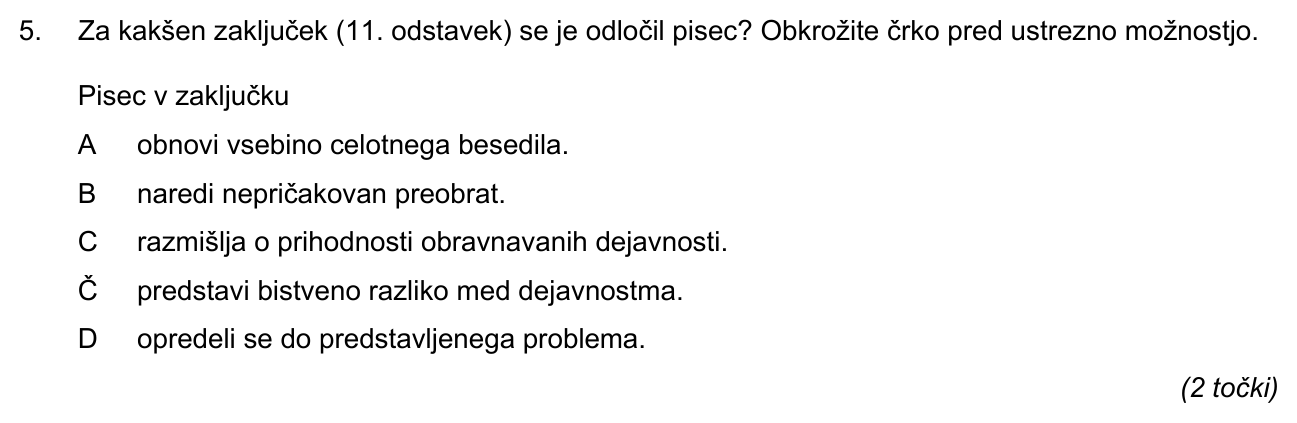 5. Za kakšen zaključek (11. odstavek) se je odločil pisec? Obkrožite črko pred ustrezno možnostjo.
Pisec v zaključku
A obnovi vsebino celotnega besedila.
B naredi nepričakovan preobrat.
C razmišlja o prihodnosti obravnavanih dejavnosti.
Č predstavi bistveno razliko med dejavnostma.
D opredeli se do predstavljenega problema.
(2 točki)